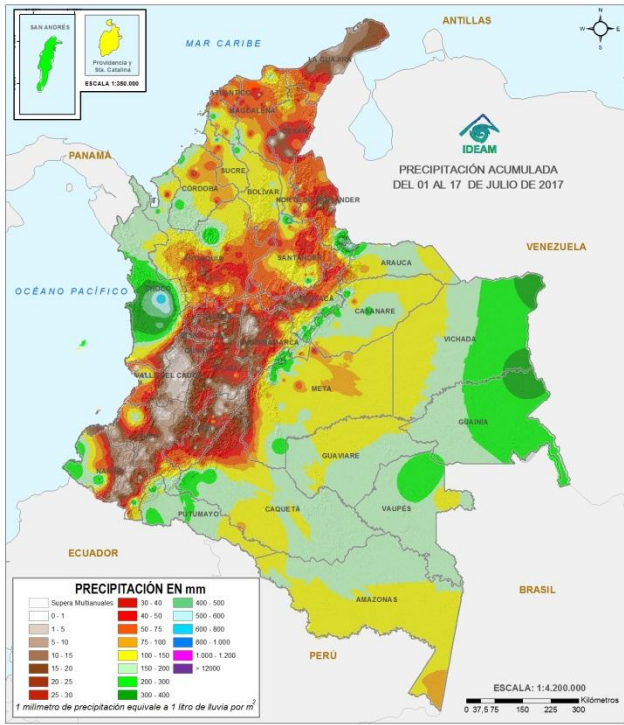 SAN ANDRÉS
Providencia y
Sta. Catalina
ESCALA 1:350.000
ANTILLAS
N
W
E
S
MAR CARIBE
LA GUAJIRA
ATLÁNTICO
MAGDALENA
CESAR
IDEAM
PRECIPITACIÓN ACUMULADA
DEL 01 AL 17 DE JULIO DE 2017
PANAMÁ
SUCRE
CÓRDOBA
BOLÍVAR
NORTE DE SANTANDER
VENEZUELA
ANTIOQUIA
SANTANDER
ARAUCA
OCÉANO PACÍFICO
CHOCÓ
CASANARE
VICHADA
VALLE DEL CAUCA
META
GUAINÍA
GUAVIARE
VAUPÉS
PUTUMAYO
CAQUETÁ
ECUADOR
BRASIL
AMAZONAS
PERÚ
PRECIPITACIÓN EN mm
Supera Multianuales
0 - 1
1 - 5
5 - 10
10 - 15
15 - 20
20 - 25
25 - 30
30 - 40
40 - 50
50 - 75
75 - 100
100 - 150
150 - 200
200 - 300
300 - 400
400 - 500
500 - 600
600 - 800
800 - 1.000
1.000 - 1.200
> 12000
1 milimetro de precipitación equivale a 1 litro de lluvia por m2
ESCALA: 1:4.200.000
Kilómetros
0 37,5 75 150 225 300